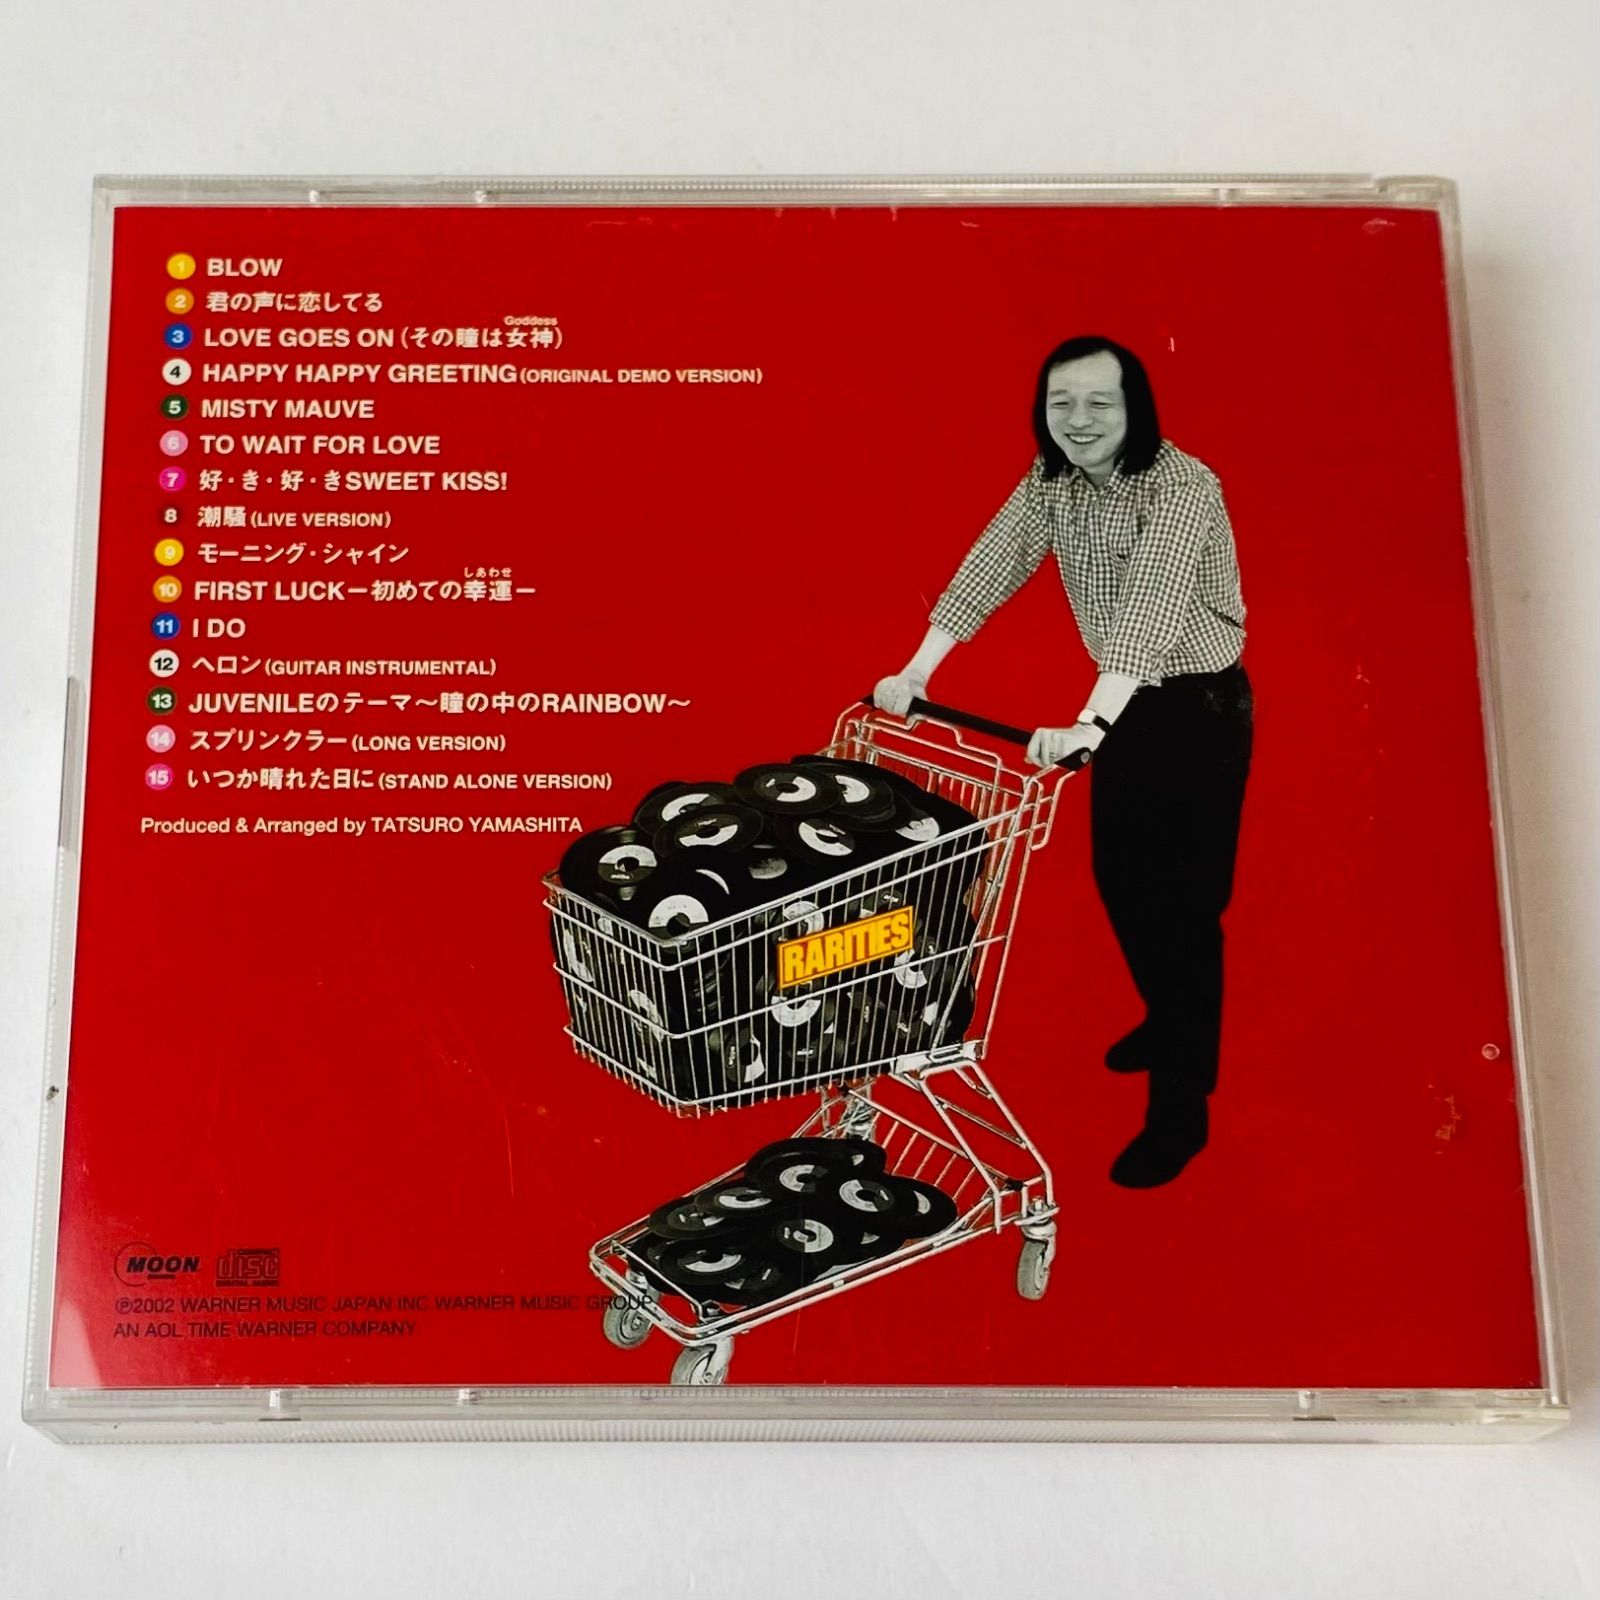 1 BLOW
2 君の声に恋してる
Goddess
3 LOVE GOES ON (その瞳は女神)
4 HAPPY HAPPY GREETING (ORIGINAL DEMO VERSION)
5 MISTY MAUVE
6 TO WAIT FOR LOVE
7 好・き・好・きSWEET KISS!
8 潮騒 (LIVE VERSION)
9 モーニング・シャイン
しあわせ
10 FIRST LUCK－初めての幸運－
11 I DO
12 ヘロン (GUITAR INSTRUMENTAL)
13 JUVENILEのテーマ～瞳の中のRAINBOW～
14 スプリンクラー (LONG VERSION)
15 いつか晴れた日に (STAND ALONE VERSION)
Produced & Arranged by TATSURO YAMASHITA
RARITIES
MOON
COMPACT
disc
DIGITAL AUDIO
℗2002 WARNER MUSIC JAPAN INC. WARNER MUSIC GROUP,
AN AOL TIME WARNER COMPANY